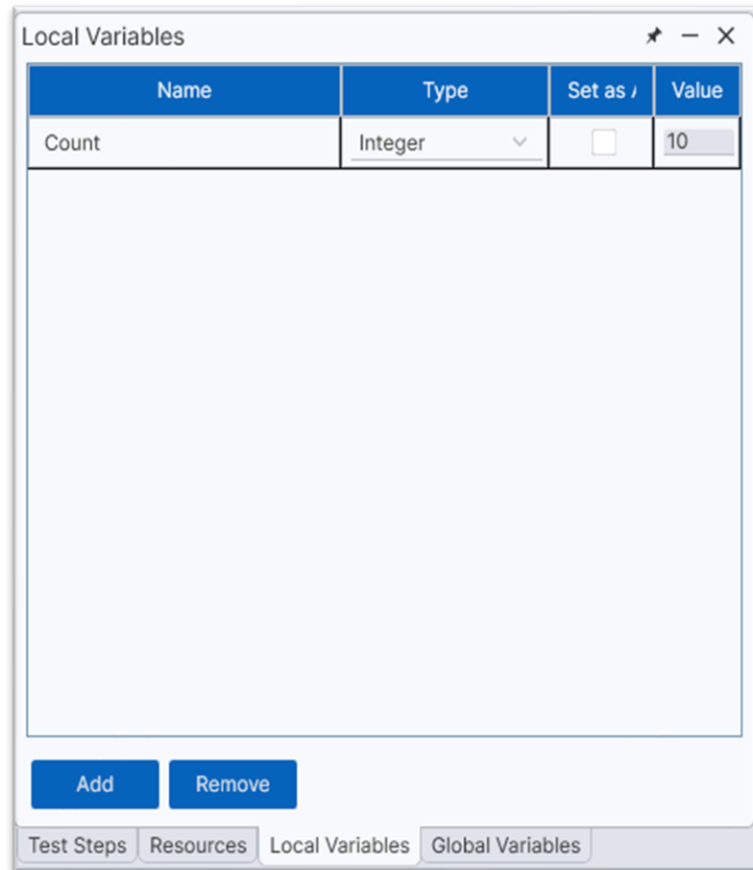 Local Variables
Name Type Set as Value
Count Integer 10
Add Remove
Test Steps Resources Local Variables Global Variables